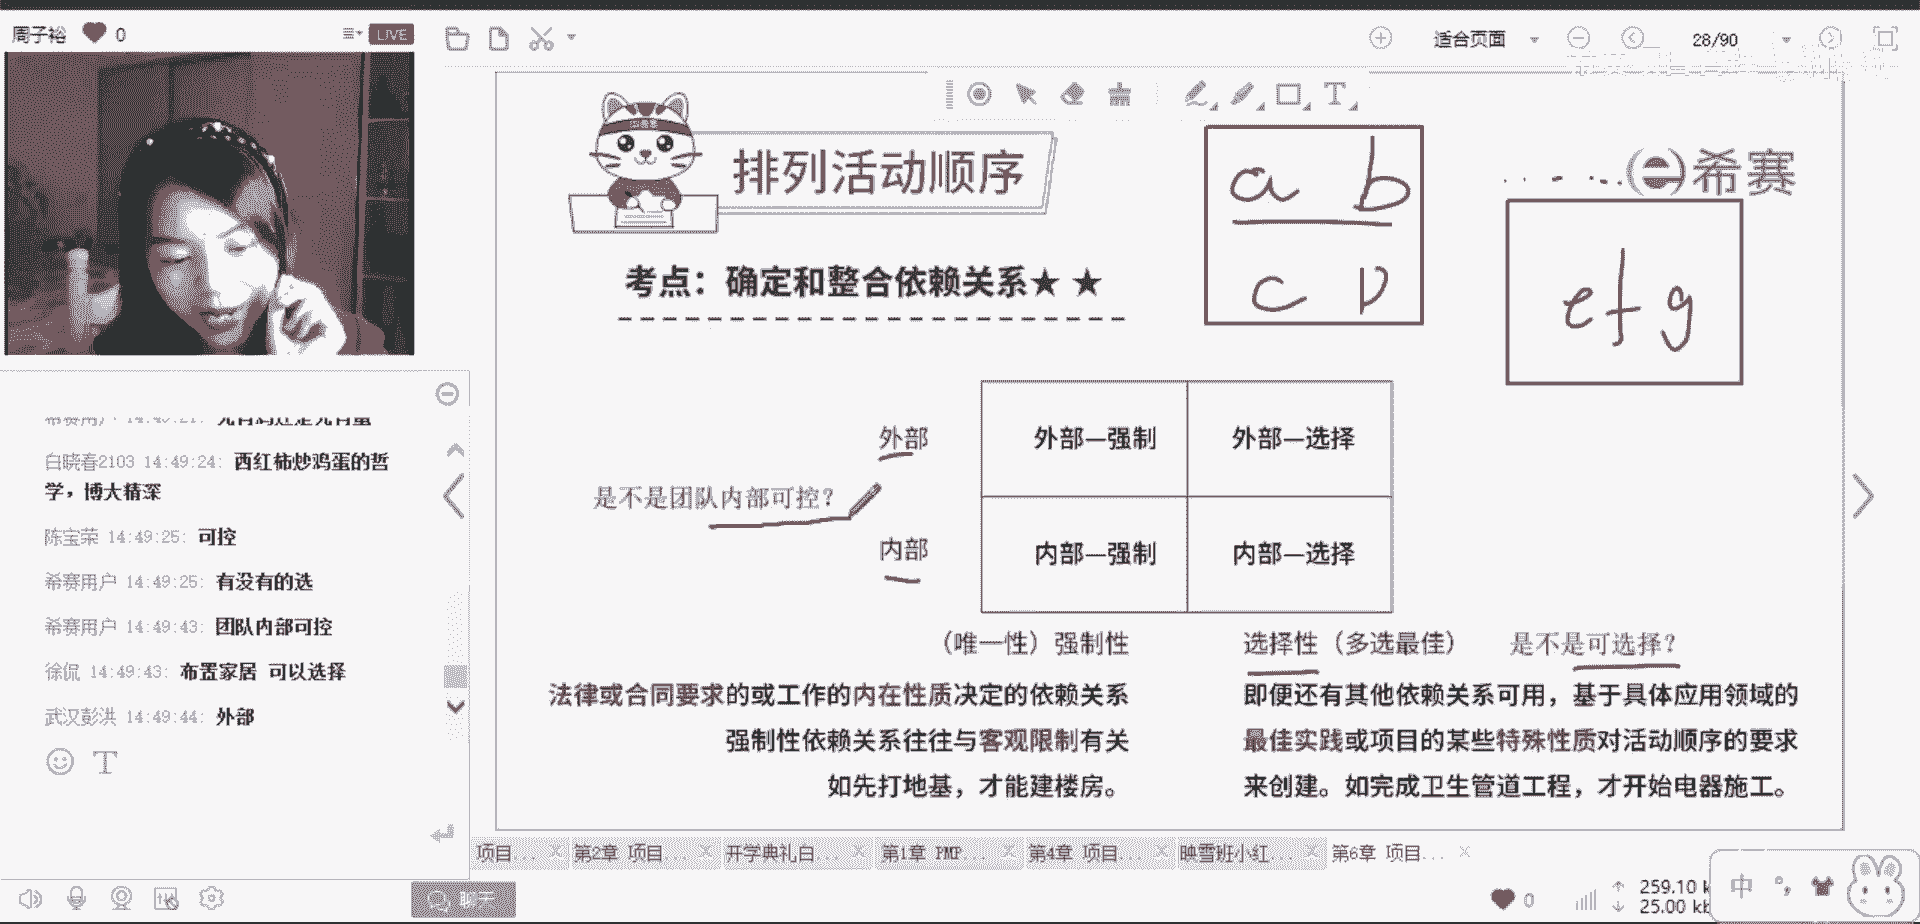 周子裕 0
LIVE
适合页面
28/90
排列活动顺序
希赛
a b
c D
e f g
考点：确定和整合依赖关系★ ★
外部
外部—强制
外部—选择
是不是团队内部可控？
内部
内部—强制
内部—选择
（唯一性）强制性
选择性（多选最佳）
是不是可选择？
法律或合同要求的或工作的内在性质决定的依赖关系
强制性依赖关系往往与客观限制有关
如先打地基，才能建楼房。
即便还有其他依赖关系可用，基于具体应用领域的
最佳实践或项目的某些特殊性质对活动顺序的要求
来创建。如完成卫生管道工程，才开始电器施工。
白晓春2103 14:49:24: 西红柿炒鸡蛋的哲
学，博大精深
陈宝荣 14:49:25: 可控
希赛用户 14:49:25: 有没有的选
希赛用户 14:49:43: 团队内部可控
徐侃 14:49:43: 布置家居 可以选择
武汉彭洪 14:49:44: 外部
T
项目...
第2章 项目...
开学典礼白...
第1章 PMP...
第4章 项目...
映雪班小红...
第6章 项目...
聊天
0
259.10 k
25.00 kb
中